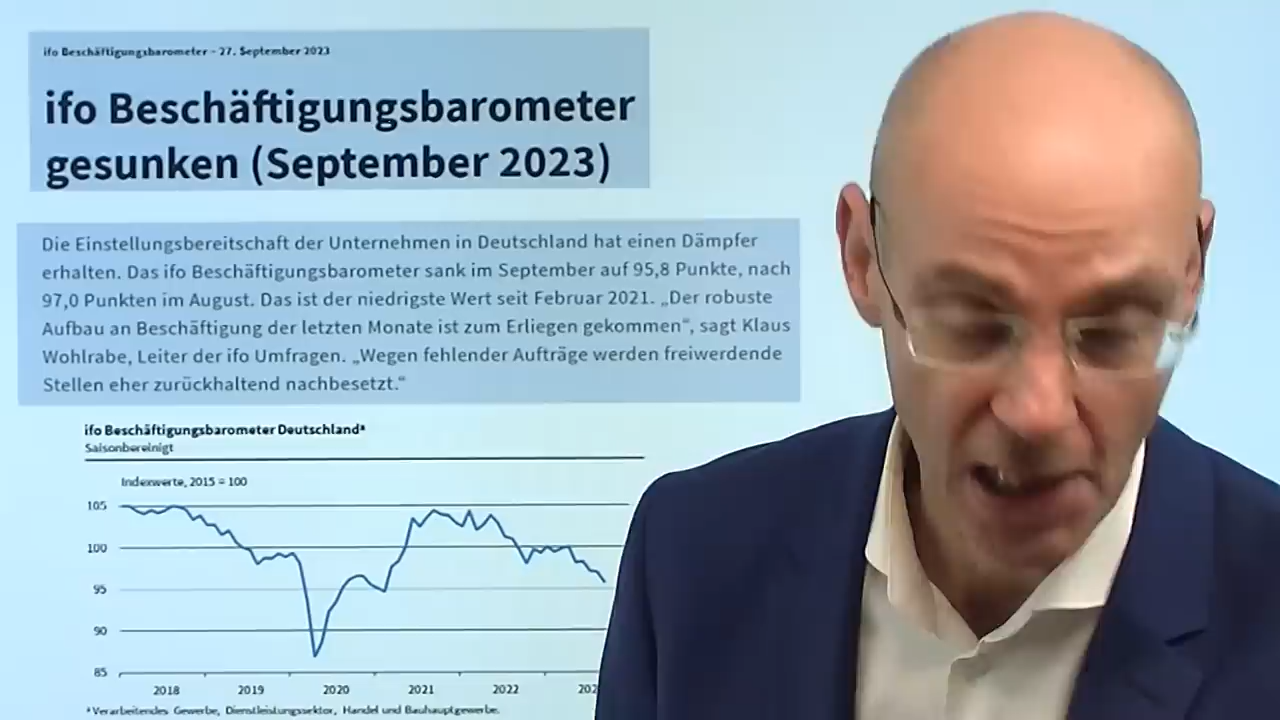 ifo Beschäftigungsbarometer - 27. September 2023
ifo Beschäftigungsbarometer
gesunken (September 2023)
Die Einstellungsbereitschaft der Unternehmen in Deutschland hat einen Dämpfer
erhalten. Das ifo Beschäftigungsbarometer sank im September auf 95,8 Punkte, nach
97,0 Punkten im August. Das ist der niedrigste Wert seit Februar 2021. „Der robuste
Aufbau an Beschäftigung der letzten Monate ist zum Erliegen gekommen“, sagt Klaus
Wohlrabe, Leiter der ifo Umfragen. „Wegen fehlender Aufträge werden freiwerdende
Stellen eher zurückhaltend nachbesetzt.“
ifo Beschäftigungsbarometer Deutschlandª
Saisonbereinigt
Indexwerte, 2015 = 100
105
100
95
90
85
2018 2019 2020 2021 2022 202
ª Verarbeitendes Gewerbe, Dienstleistungssektor, Handel und Bauhauptgewerbe.